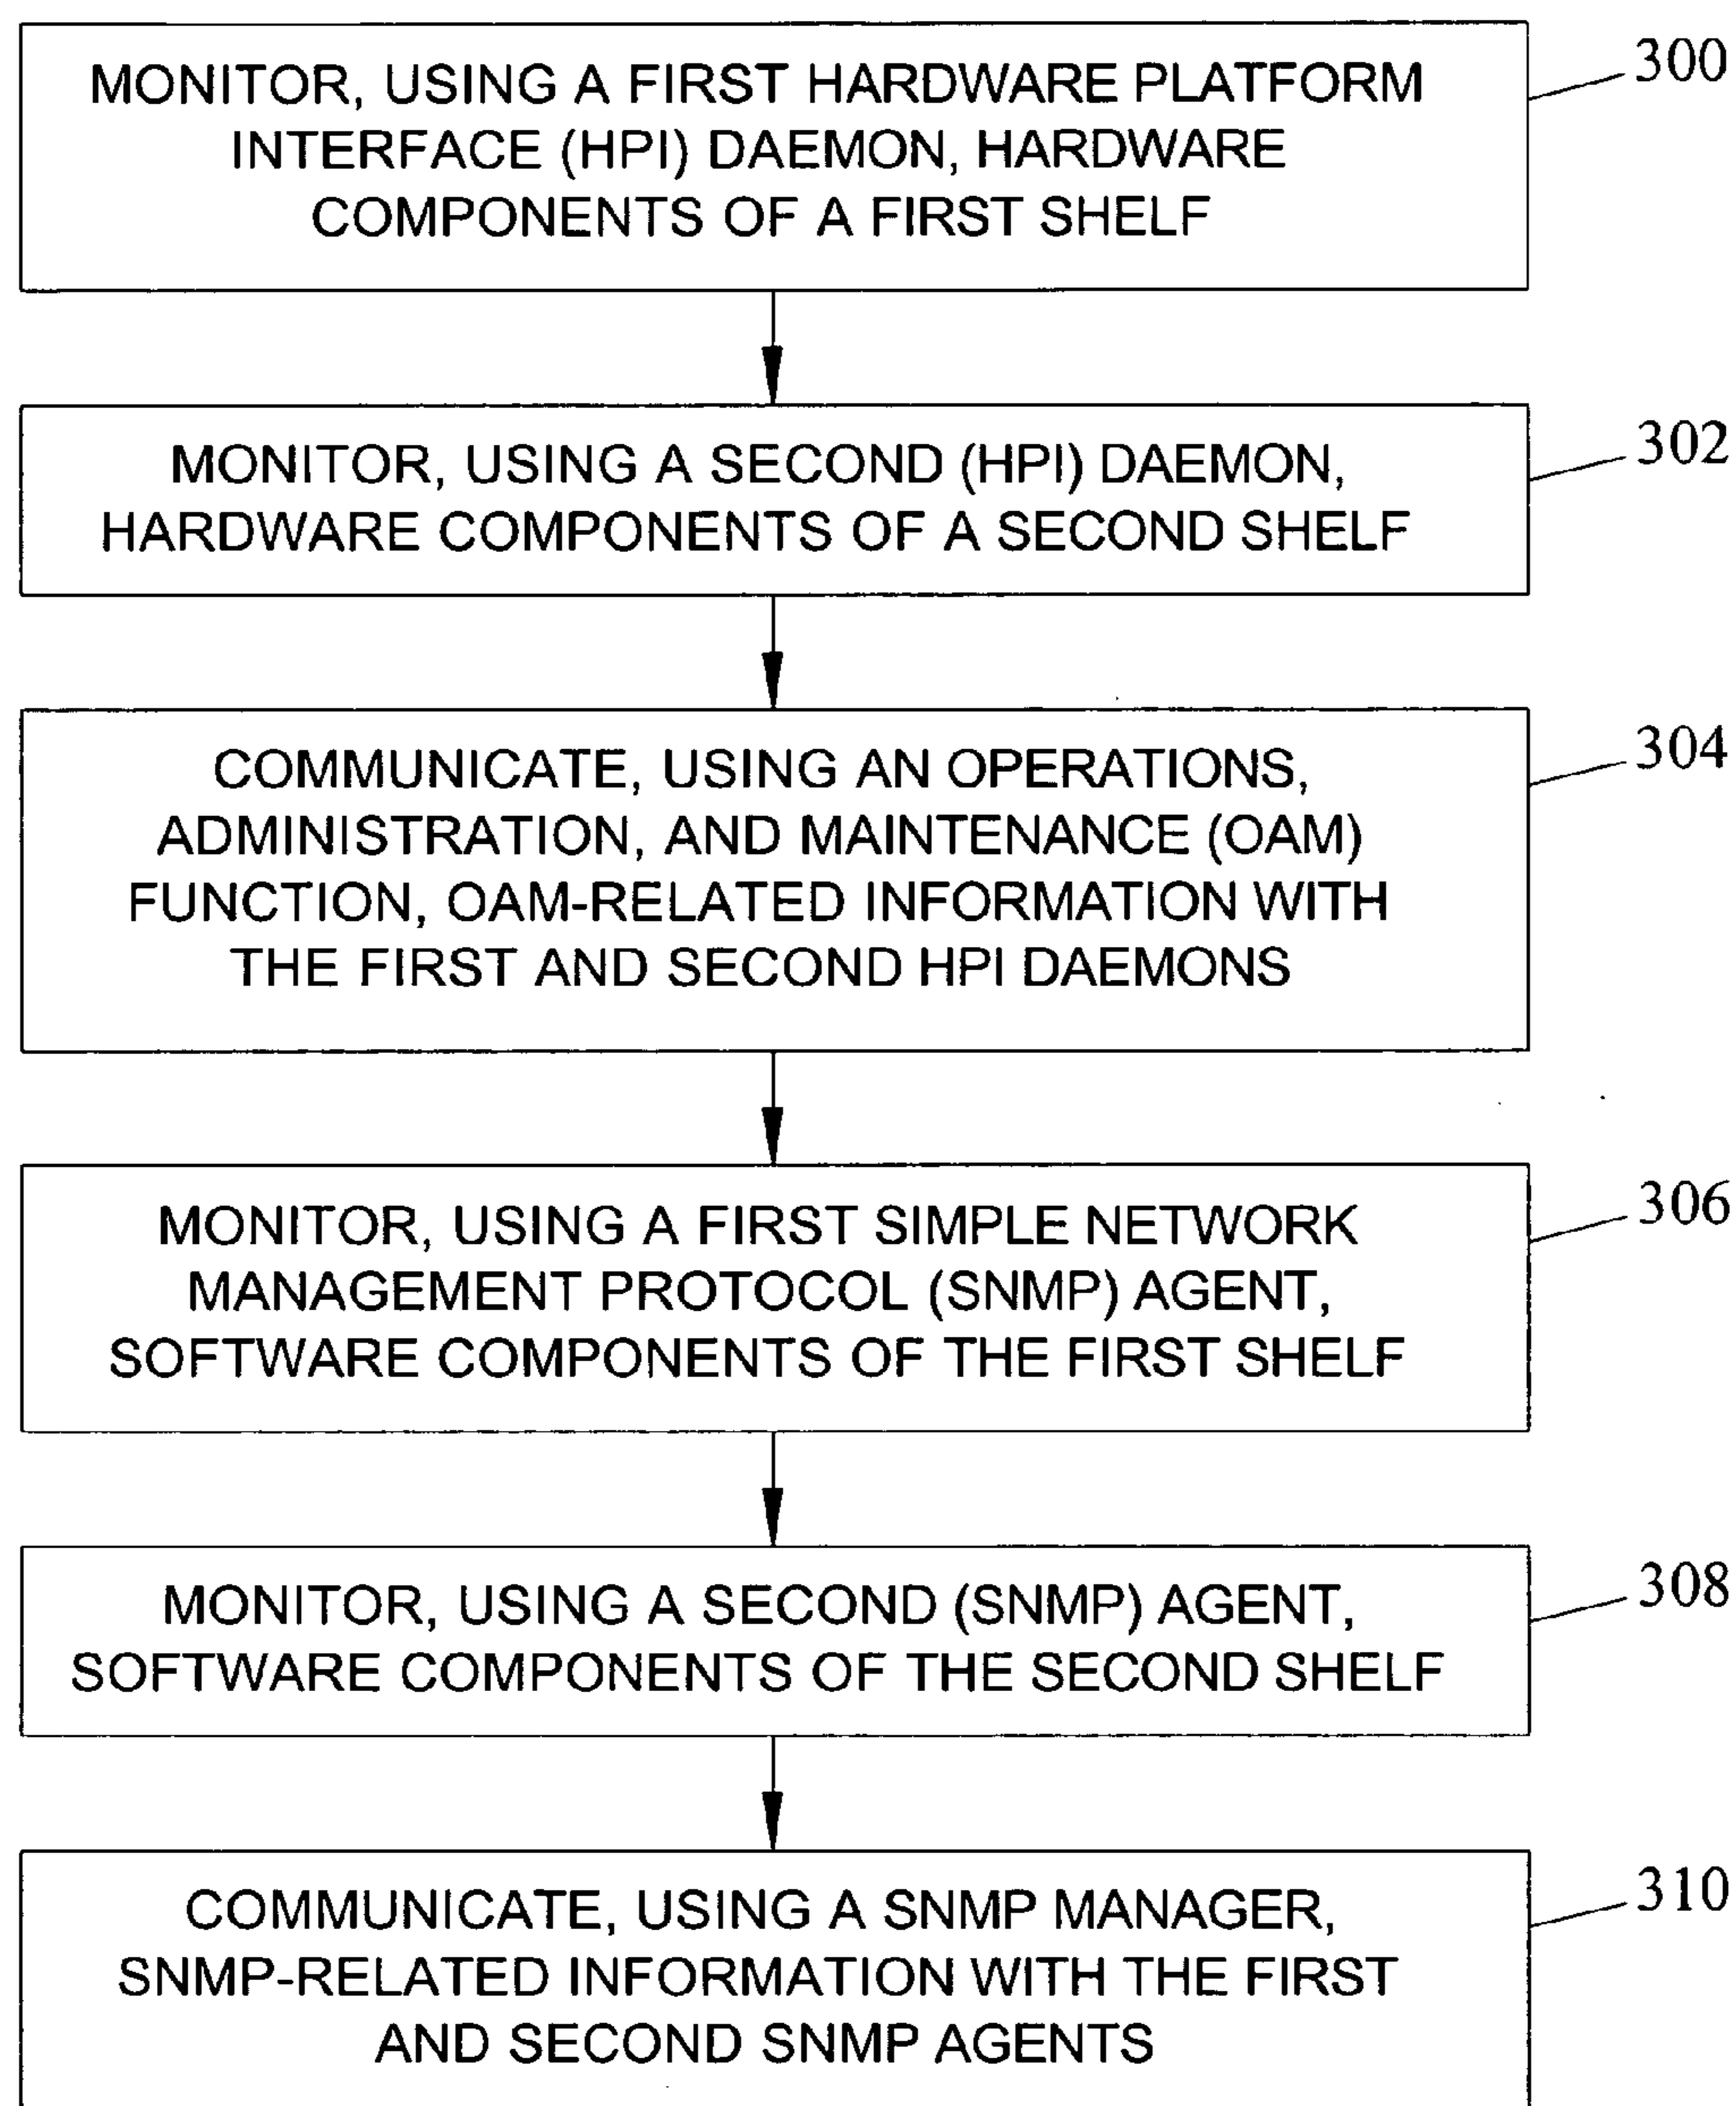 MONITOR, USING A FIRST HARDWARE PLATFORM
INTERFACE (HPI) DAEMON, HARDWARE
COMPONENTS OF A FIRST SHELF
300
MONITOR, USING A SECOND (HPI) DAEMON,
HARDWARE COMPONENTS OF A SECOND SHELF
302
COMMUNICATE, USING AN OPERATIONS,
ADMINISTRATION, AND MAINTENANCE (OAM)
FUNCTION, OAM-RELATED INFORMATION WITH
THE FIRST AND SECOND HPI DAEMONS
304
MONITOR, USING A FIRST SIMPLE NETWORK
MANAGEMENT PROTOCOL (SNMP) AGENT,
SOFTWARE COMPONENTS OF THE FIRST SHELF
306
MONITOR, USING A SECOND (SNMP) AGENT,
SOFTWARE COMPONENTS OF THE SECOND SHELF
308
COMMUNICATE, USING A SNMP MANAGER,
SNMP-RELATED INFORMATION WITH THE FIRST
AND SECOND SNMP AGENTS
310